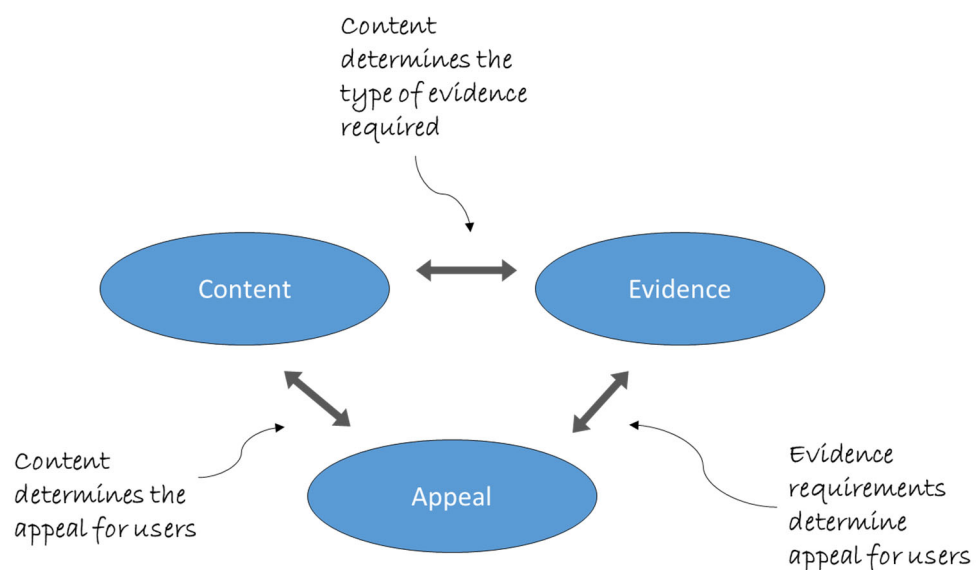 Content
determines the
type of evidence
required
Content
Evidence
Content
determines the
appeal for users
Appeal
Evidence
requirements
determine
appeal for users